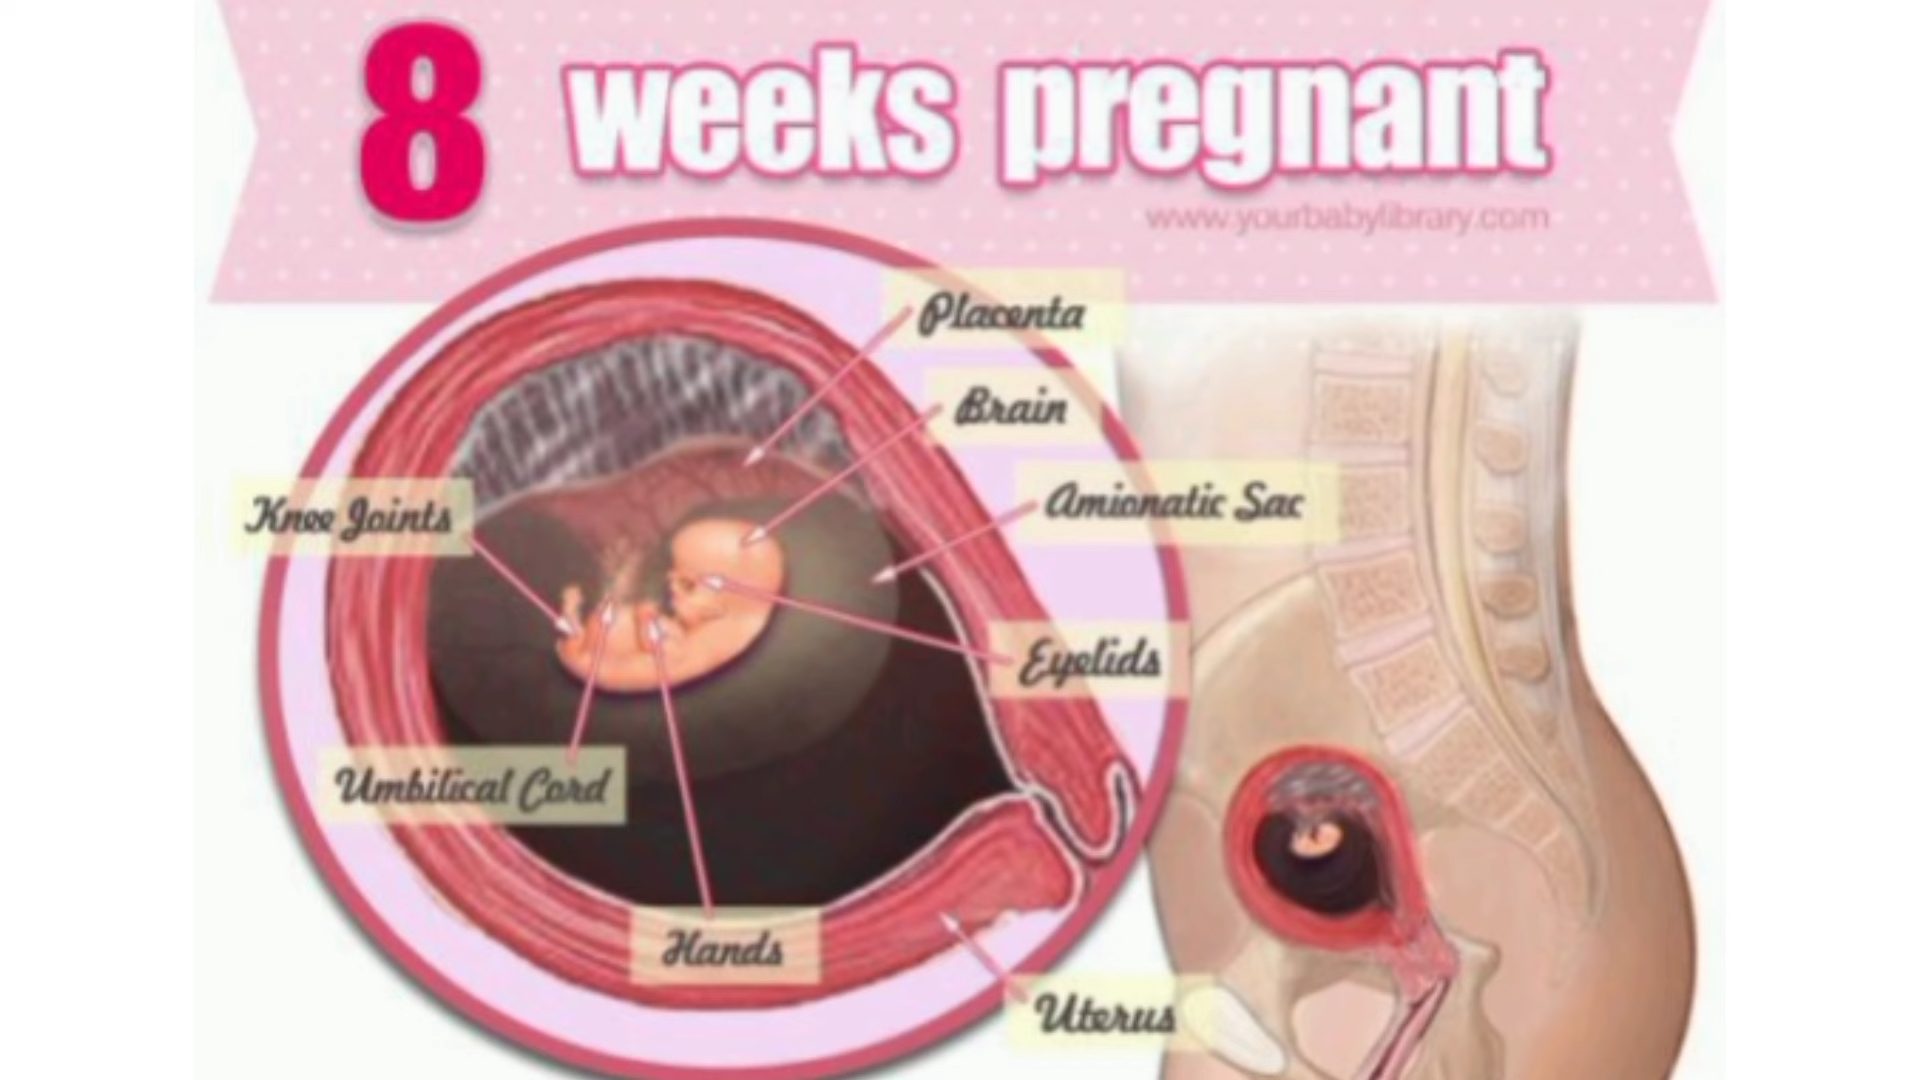 8 weeks pregnant
www.yourbabylibrary.com
Placenta
Brain
Knee Joints
Amionatic Sac
Eyelids
Umbilical Cord
Hands
Uterus